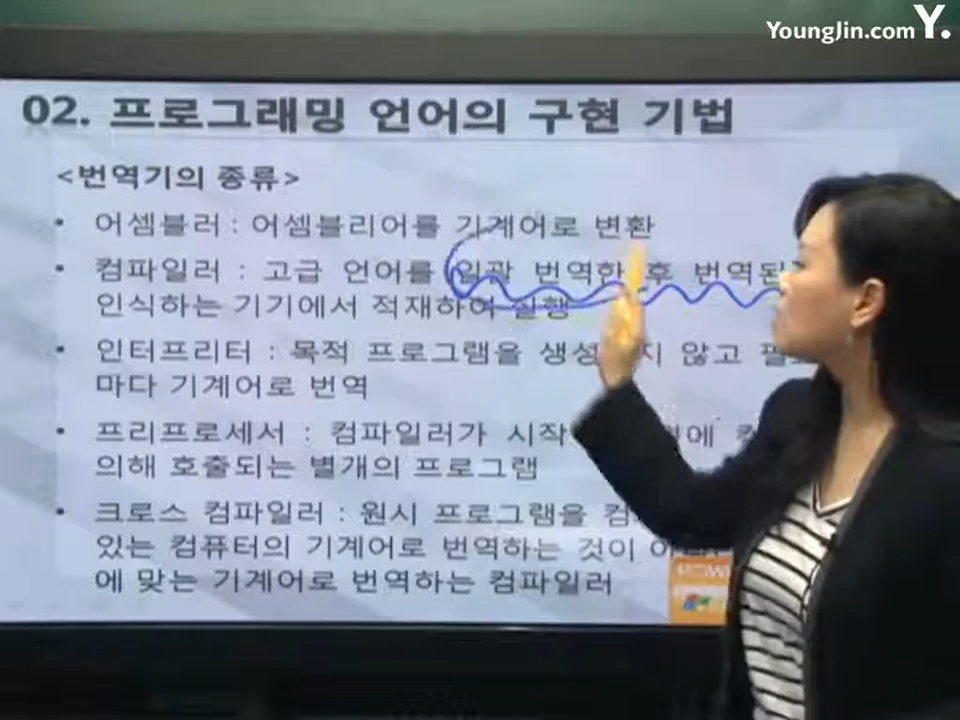 YoungJin.com Y.
02. 프로그래밍 언어의 구현 기법
<번역기의 종류>
• 어셈블러 : 어셈블리어를 기계어로 변환
• 컴파일러 : 고급 언어를 일괄 번역한 후 번역된
인식하는 기기에서 적재하여 실행
• 인터프리터 : 목적 프로그램을 않고
마다 기계어로 번역
• 프리프로세서 : 컴파일러가
의해 호출되는 별개의 프로그램
• 크로스 컴파일러 : 원시 프로그램을
있는 컴퓨터의 기계어로 번역하는 것이
에 맞는 기계어로 번역하는 컴파일러